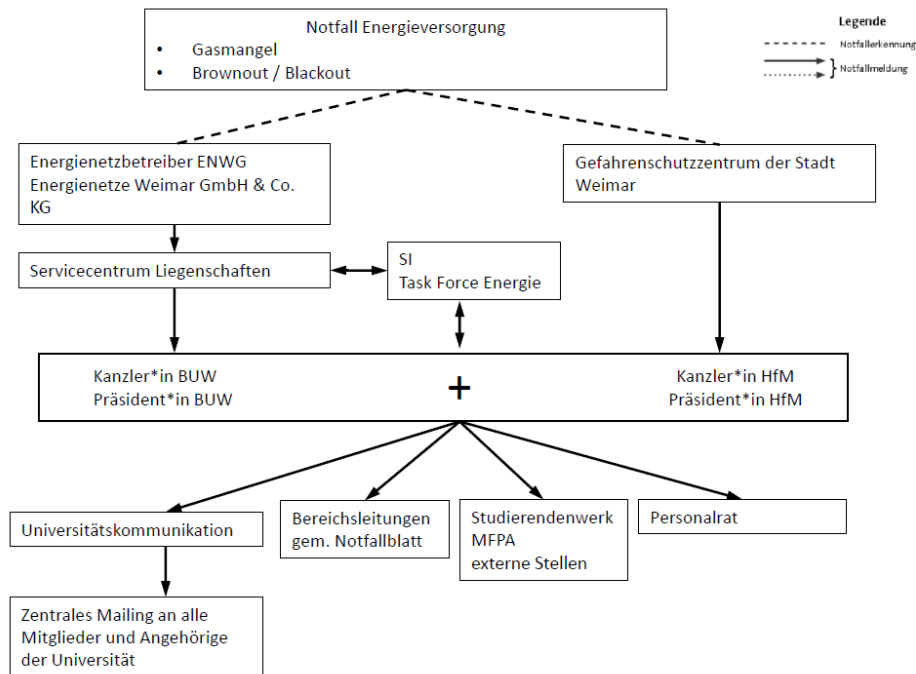 Notfall Energieversorgung
• Gasmangel
• Brownout / Blackout
Legende
Notfallerkennung
Notfallmeldung
Energienetzbetreiber ENWG
Energienetze Weimar GmbH & Co.
KG
Gefahrenschutzzentrum der Stadt
Weimar
Servicecentrum Liegenschaften
SI
Task Force Energie
Kanzler*in BUW
Präsident*in BUW
+
Kanzler*in HfM
Präsident*in HfM
Universitätskommunikation
Bereichsleitungen
gem. Notfallblatt
Studierendenwerk
MFPA
externe Stellen
Personalrat
Zentrales Mailing an alle
Mitglieder und Angehörige
der Universität